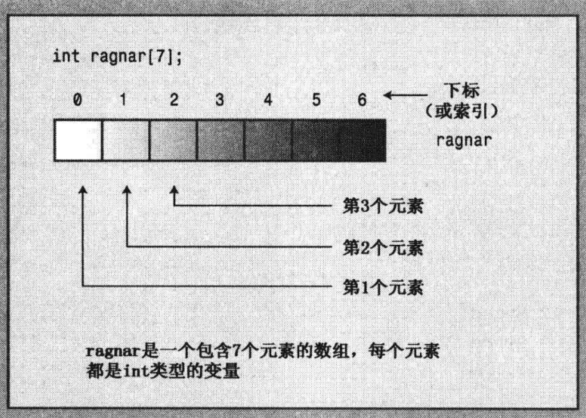 int ragnar[7];
0 1 2 3 4 5 6
下标
（或索引）
ragnar
第3个元素
第2个元素
第1个元素
ragnar是一个包含7个元素的数组，每个元素
都是int类型的变量